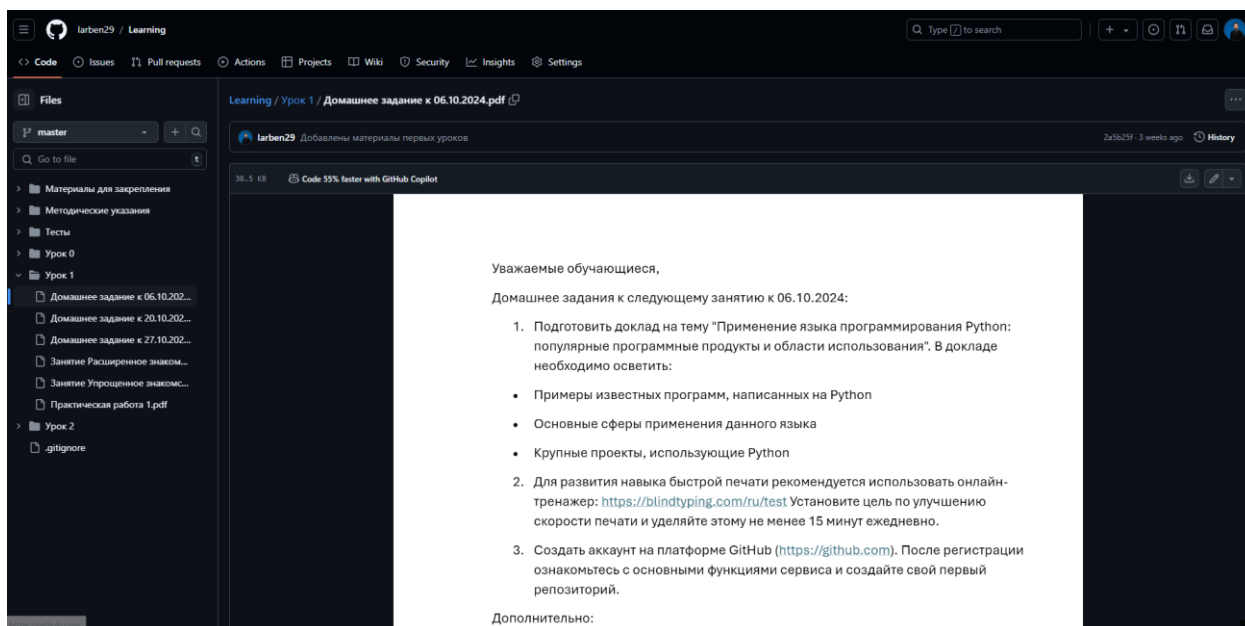 larben29 / Learning
Type / to search
Code Issues Pull requests Actions Projects Wiki Security Insights Settings
Files
master
Go to file t
Материалы для закрепления
Методические указания
Тесты
Урок 0
Урок 1
Домашнее задание к 06.10.202...
Домашнее задание к 20.10.202...
Домашнее задание к 27.10.202...
Занятие Расширенное знаком...
Занятие Упрощенное знакомс...
Практическая работа 1.pdf
Урок 2
.gitignore
Learning / Урок 1 / Домашнее задание к 06.10.2024.pdf
larben29 Добавлены материалы первых уроков
2a5b25f · 3 weeks ago History
38.5 KB Code 55% faster with GitHub Copilot
Уважаемые обучающиеся,
Домашнее задания к следующему занятию к 06.10.2024:
1. Подготовить доклад на тему "Применение языка программирования Python:
популярные программные продукты и области использования". В докладе
необходимо осветить:
• Примеры известных программ, написанных на Python
• Основные сферы применения данного языка
• Крупные проекты, использующие Python
2. Для развития навыка быстрой печати рекомендуется использовать онлайн-
тренажер: https://blindtyping.com/ru/test Установите цель по улучшению
скорости печати и уделяйте этому не менее 15 минут ежедневно.
3. Создать аккаунт на платформе GitHub (https://github.com). После регистрации
ознакомьтесь с основными функциями сервиса и создайте свой первый
репозиторий.
Дополнительно: